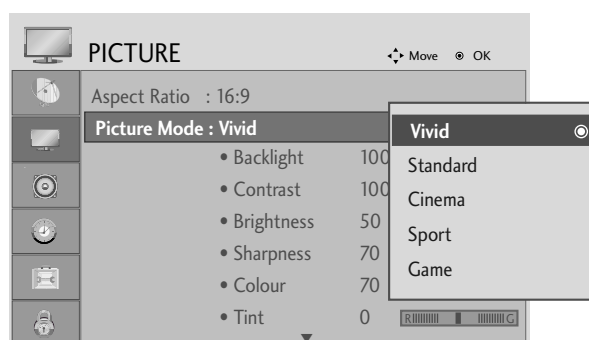 PICTURE Move OK
Aspect Ratio : 16:9
Picture Mode : Vivid
• Backlight 100
• Contrast 100
• Brightness 50
• Sharpness 70
• Colour 70
• Tint 0 R G
Vivid
Standard
Cinema
Sport
Game